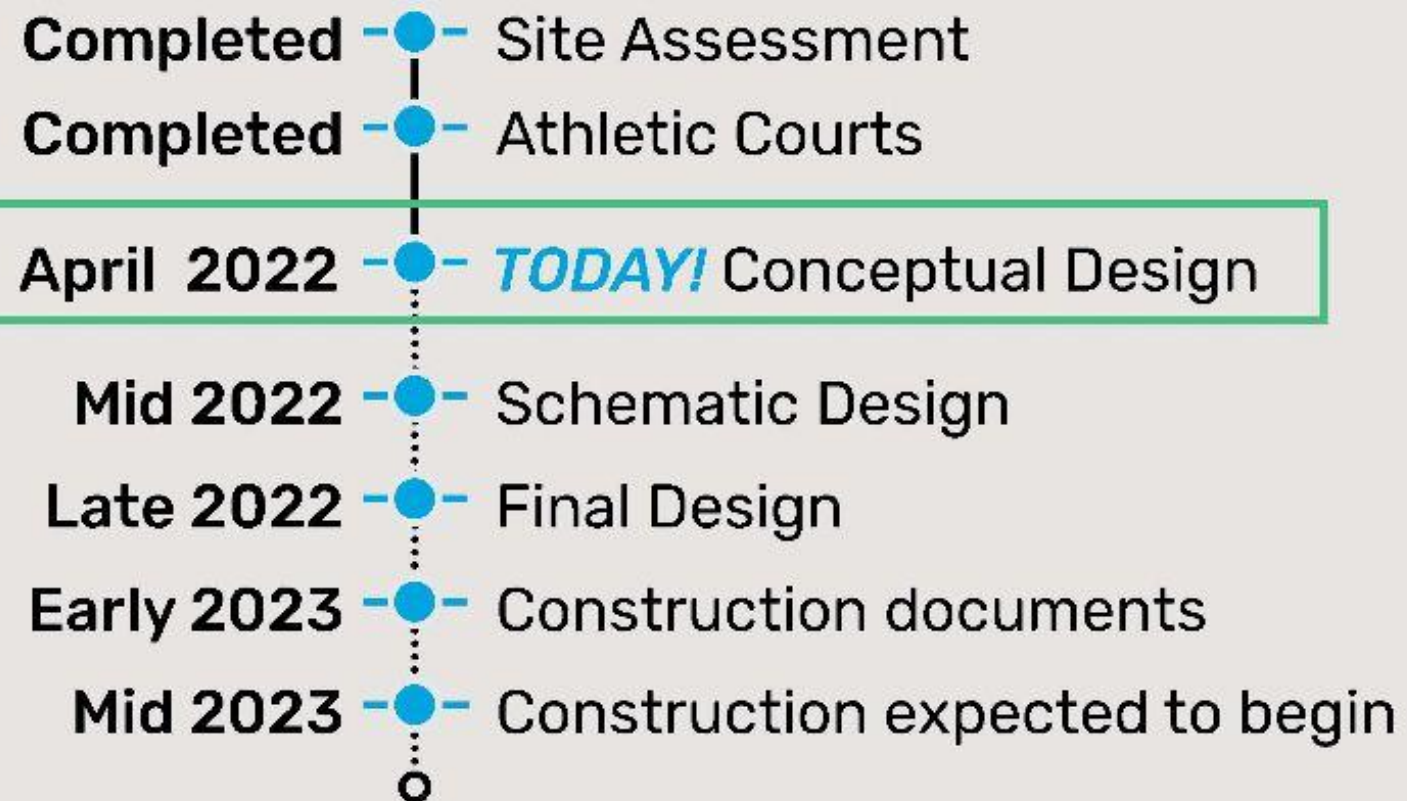 Completed Site Assessment
Completed Athletic Courts
April 2022 TODAY! Conceptual Design
Mid 2022 Schematic Design
Late 2022 Final Design
Early 2023 Construction documents
Mid 2023 Construction expected to begin